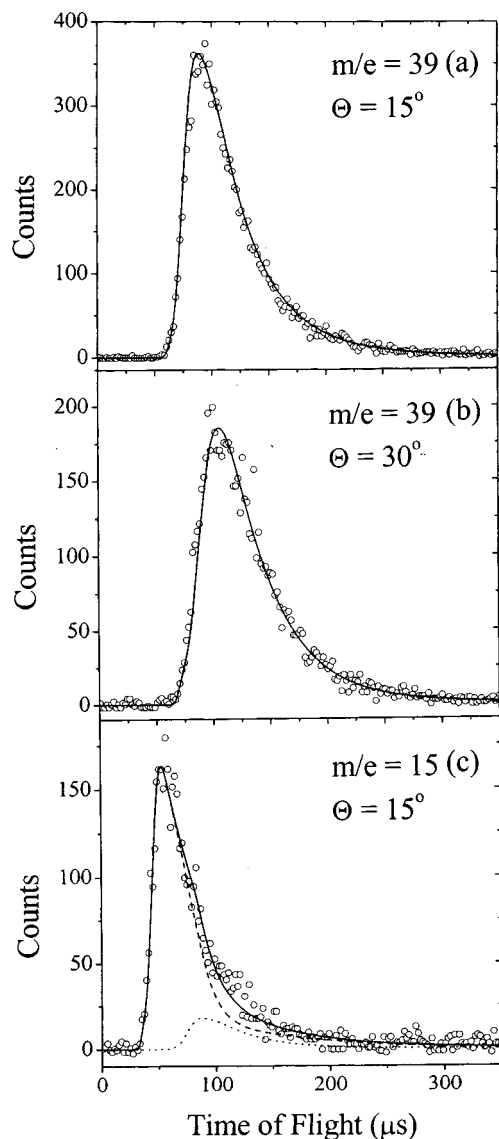 400
m/e = 39 (a)
Θ = 15°
300
Counts
200
100
0
200
m/e = 39 (b)
Θ = 30°
150
Counts
100
50
0
m/e = 15 (c)
150
Θ = 15°
Counts
100
50
0
0 100 200 300
Time of Flight (μs)